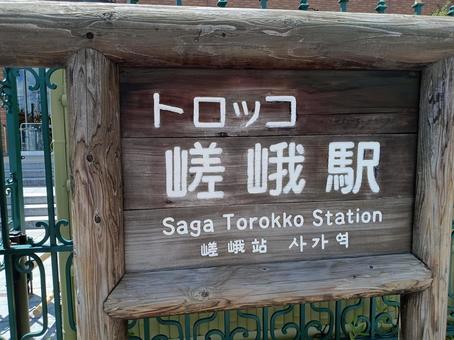 トロッコ
嵯峨駅
Saga Torokko Station
嵯峨站 사가역